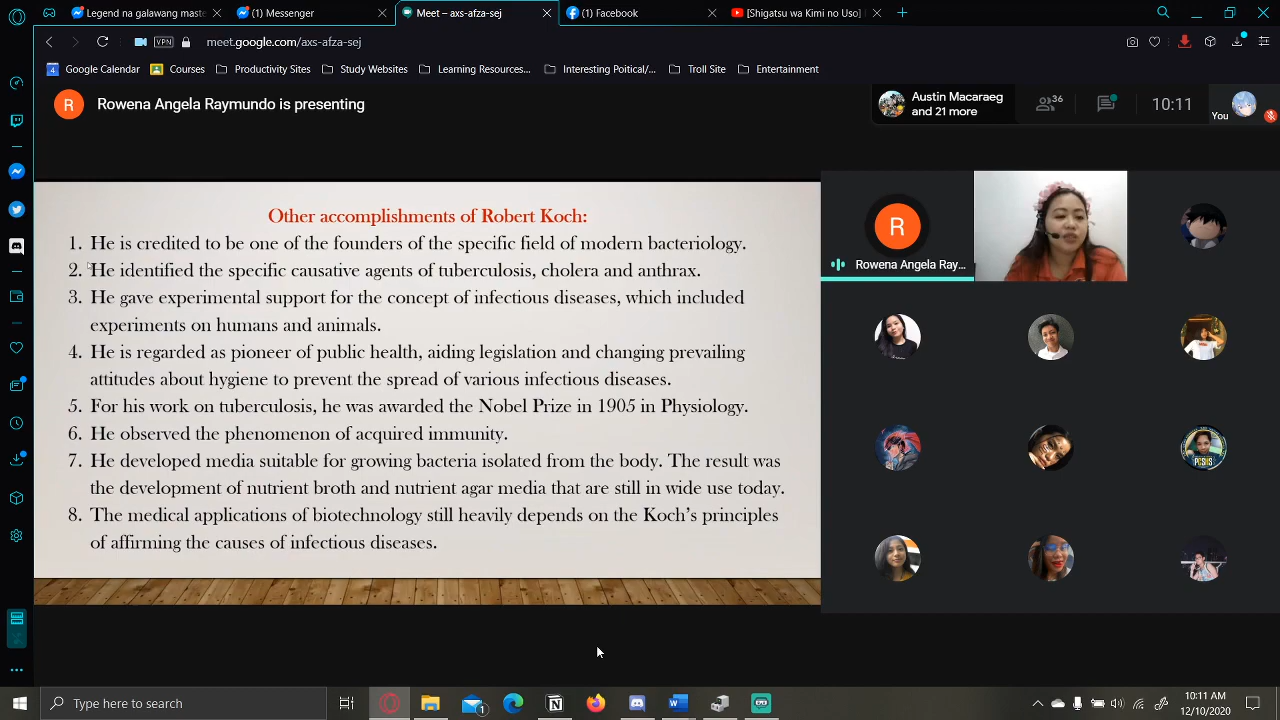 Legend na galawang mast
(1) Messenger
Meet – axs-afza-sej
(1) Facebook
[Shigatsu wa Kimi no Uso]
VPN
meet.google.com/axs-afza-sej
4 Google Calendar
Courses
Productivity Sites
Study Websites
Learning Resources...
Interesting Poitical/...
Troll Site
Entertainment
R Rowena Angela Raymundo is presenting
Austin Macaraeg
and 21 more
36
10:11
You
Other accomplishments of Robert Koch:
1. He is credited to be one of the founders of the specific field of modern bacteriology.
2. He identified the specific causative agents of tuberculosis, cholera and anthrax.
3. He gave experimental support for the concept of infectious diseases, which included
experiments on humans and animals.
4. He is regarded as pioneer of public health, aiding legislation and changing prevailing
attitudes about hygiene to prevent the spread of various infectious diseases.
5. For his work on tuberculosis, he was awarded the Nobel Prize in 1905 in Physiology.
6. He observed the phenomenon of acquired immunity.
7. He developed media suitable for growing bacteria isolated from the body. The result was
the development of nutrient broth and nutrient agar media that are still in wide use today.
8. The medical applications of biotechnology still heavily depends on the Koch's principles
of affirming the causes of infectious diseases.
R
Rowena Angela Ray...
Type here to search
1
10:11 AM
12/10/2020